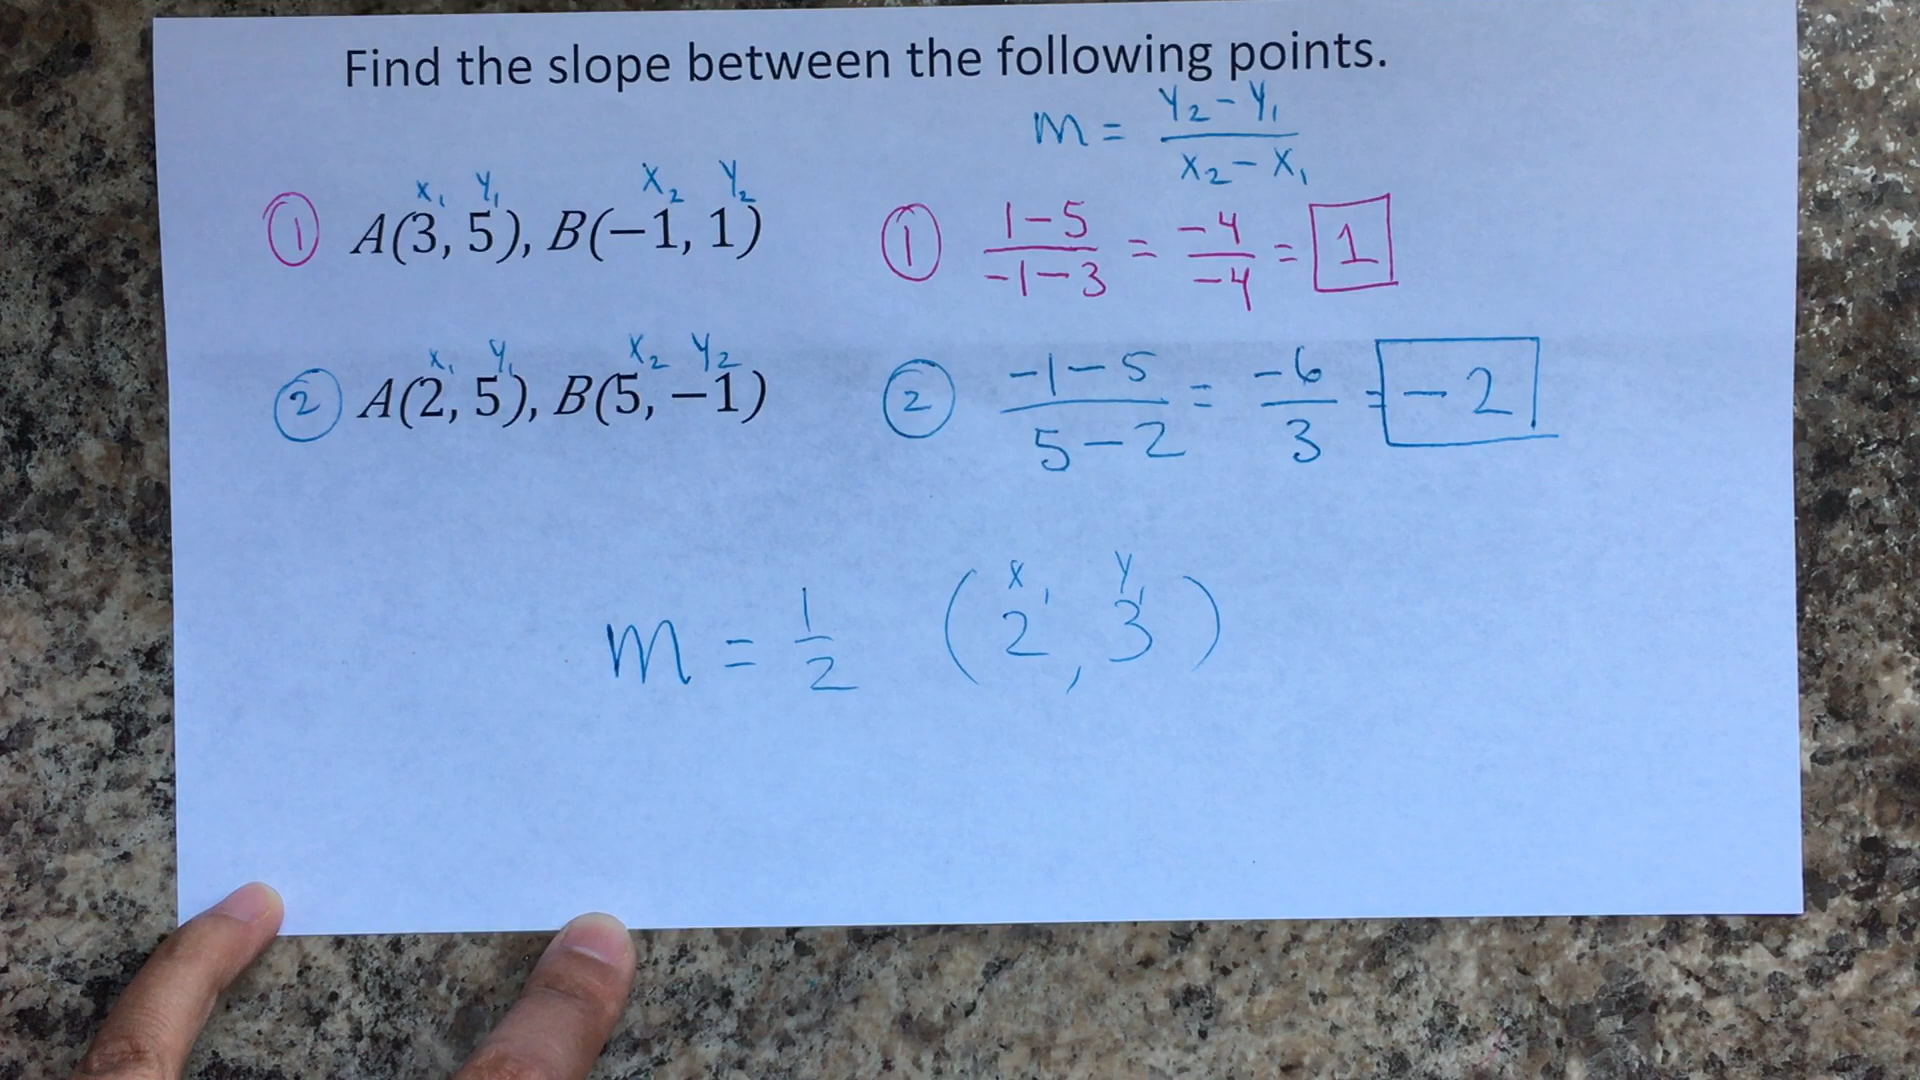 Find the slope between the following points.
m = (y₂ - y₁)/(x₂ - x₁)
x₁ y₁ x₂ y₂
① A(3, 5), B(−1, 1)
① (1-5)/(-1-3) = -4/-4 = 1
x₁ y₁ x₂ y₂
② A(2, 5), B(5, −1)
② (-1-5)/(5-2) = -6/3 = -2
x₁ y₁
m = 1/2 (2, 3)